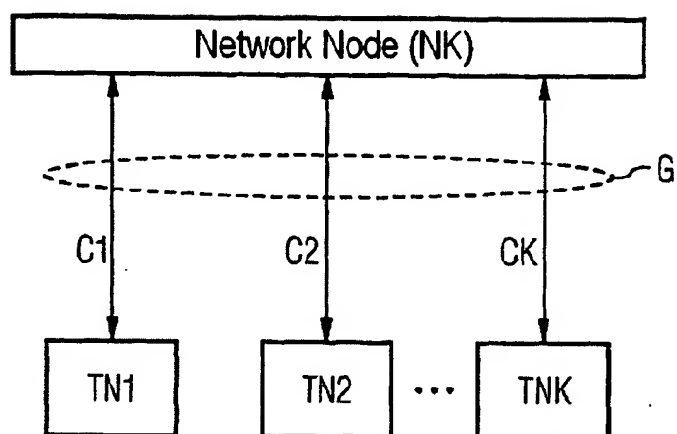 Network Node (NK)
G
C1 C2 CK
TN1 TN2 ... TNK